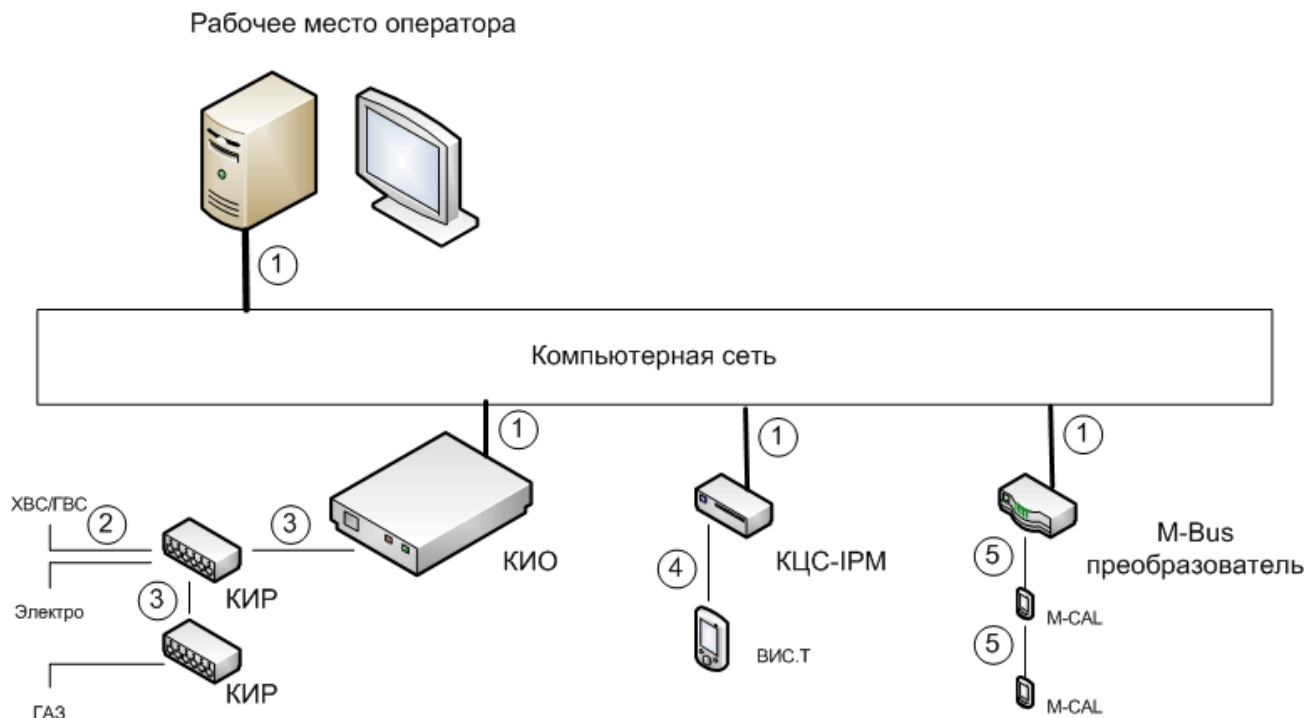 Рабочее место оператора
1
Компьютерная сеть
1
1
1
ХВС/ГВС
2
3
КИО
КЦС-IPM
M-Bus
преобразователь
4
5
КИР
3
Электро
M-CAL
ВИС.Т
5
КИР
M-CAL
ГАЗ